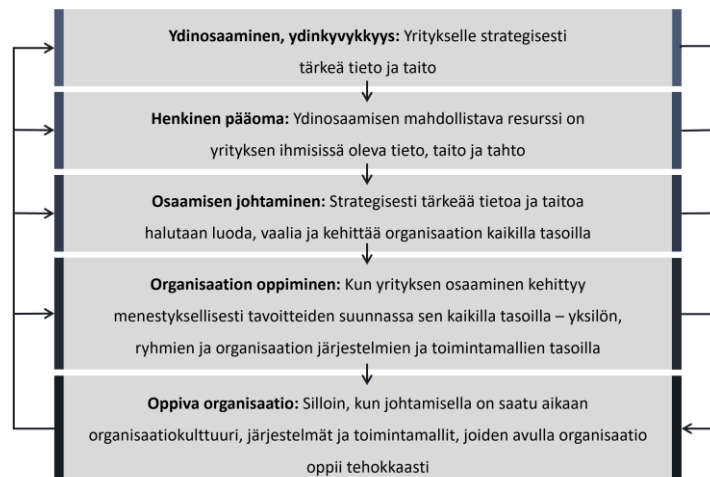 Ydinosaaminen, ydinkyvykkyys: Yritykselle strategisesti
tärkeä tieto ja taito
Henkinen pääoma: Ydinosaamisen mahdollistava resurssi on
yrityksen ihmisissä oleva tieto, taito ja tahto
Osaamisen johtaminen: Strategisesti tärkeää tietoa ja taitoa
halutaan luoda, vaalia ja kehittää organisaation kaikilla tasoilla
Organisaation oppiminen: Kun yrityksen osaaminen kehittyy
menestyksellisesti tavoitteiden suunnassa sen kaikilla tasoilla – yksilön,
ryhmien ja organisaation järjestelmien ja toimintamallien tasoilla
Oppiva organisaatio: Silloin, kun johtamisella on saatu aikaan
organisaatiokulttuuri, järjestelmät ja toimintamallit, joiden avulla organisaatio
oppii tehokkaasti